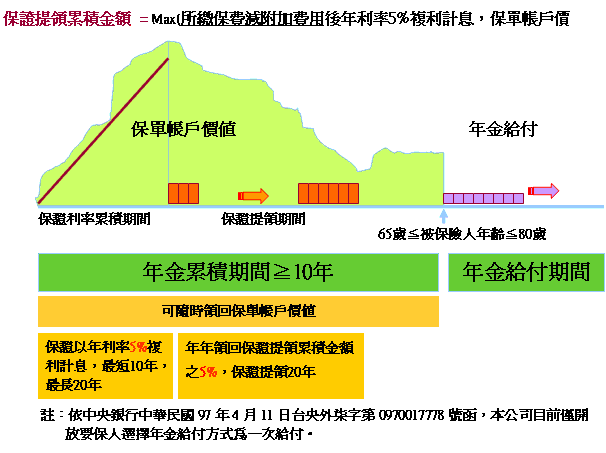 保證提領累積金額 = Max(所繳保費減附加費用後年利率5%複利計息，保單帳戶價
保單帳戶價值
年金給付
保證利率累積期間
保證提領期間
65歲≦被保險人年齡≦80歲
年金累積期間≧10年
年金給付期間
可隨時領回保單帳戶價值
保證以年利率5%複
利計息，最短10年，
最長20年
年年領回保證提領累積金額
之5%，保證提領20年
註：依中央銀行中華民國 97 年 4 月 11 日台央外柒字第 0970017778 號函，本公司目前僅開
放要保人選擇年金給付方式為一次給付。